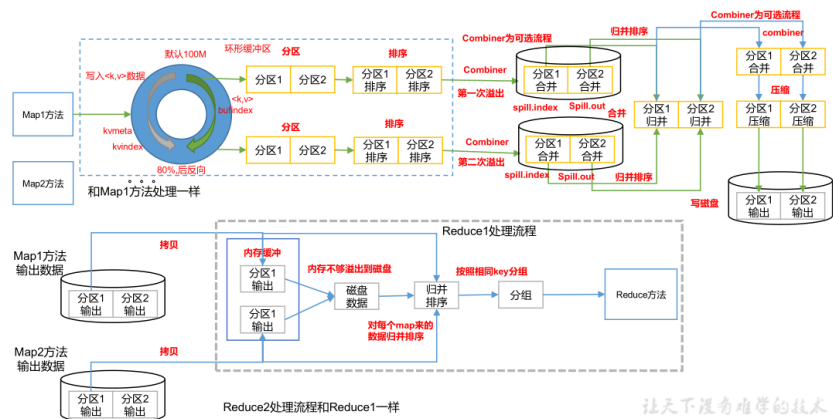 默认100M
环形缓冲区
写入<k,v>数据
<k,v>
bufindex
kvmeta
kvindex
80%,后反向
Map1方法
Map2方法
和Map1方法处理一样
分区
排序
分区1
分区2
分区1
排序
分区2
排序
分区
排序
分区1
分区2
分区1
排序
分区2
排序
Combiner
第一次溢出
Combiner
第二次溢出
Combiner为可选流程
分区1
合并
分区2
合并
spill.index
Spill.out
分区1
合并
分区2
合并
spill.index
Spill.out
归并排序
归并排序
合并
分区1
归并
分区2
归并
Combiner为可选流程
combiner
分区1
合并
分区2
合并
压缩
分区1
压缩
分区2
压缩
写磁盘
分区1
输出
分区2
输出
Reduce1处理流程
Map1方法
输出数据
分区1
输出
分区2
输出
拷贝
Map2方法
输出数据
分区1
输出
分区2
输出
拷贝
内存缓冲
分区1
输出
分区1
输出
内存不够溢出到磁盘
磁盘
数据
归并
排序
对每个map来的
数据归并排序
按照相同key分组
分组
Reduce方法
Reduce2处理流程和Reduce1一样
让天下没有难学的技术